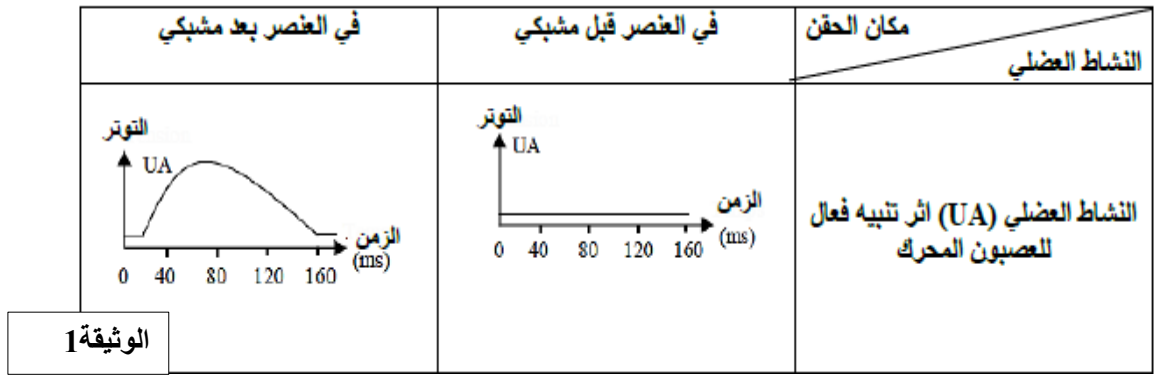 مكان الحقن
النشاط العضلي
في العنصر قبل مشبكي
في العنصر بعد مشبكي
النشاط العضلي (UA) اثر تنبيه فعال
للعصبون المحرك
التوتر
UA
الزمن
(ms)
0 40 80 120 160
التوتر
UA
الزمن
(ms)
0 40 80 120 160
الوثيقة1